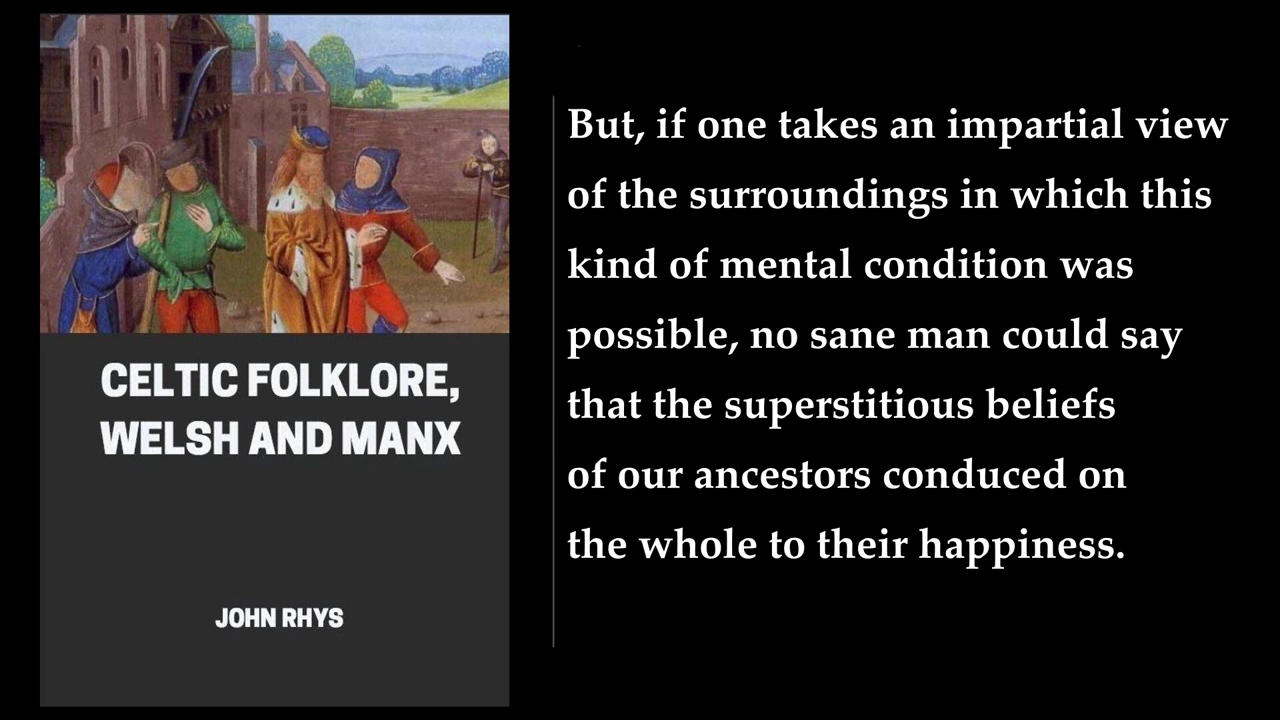 CELTIC FOLKLORE,
WELSH AND MANX
JOHN RHYS
But, if one takes an impartial view
of the surroundings in which this
kind of mental condition was
possible, no sane man could say
that the superstitious beliefs
of our ancestors conduced on
the whole to their happiness.